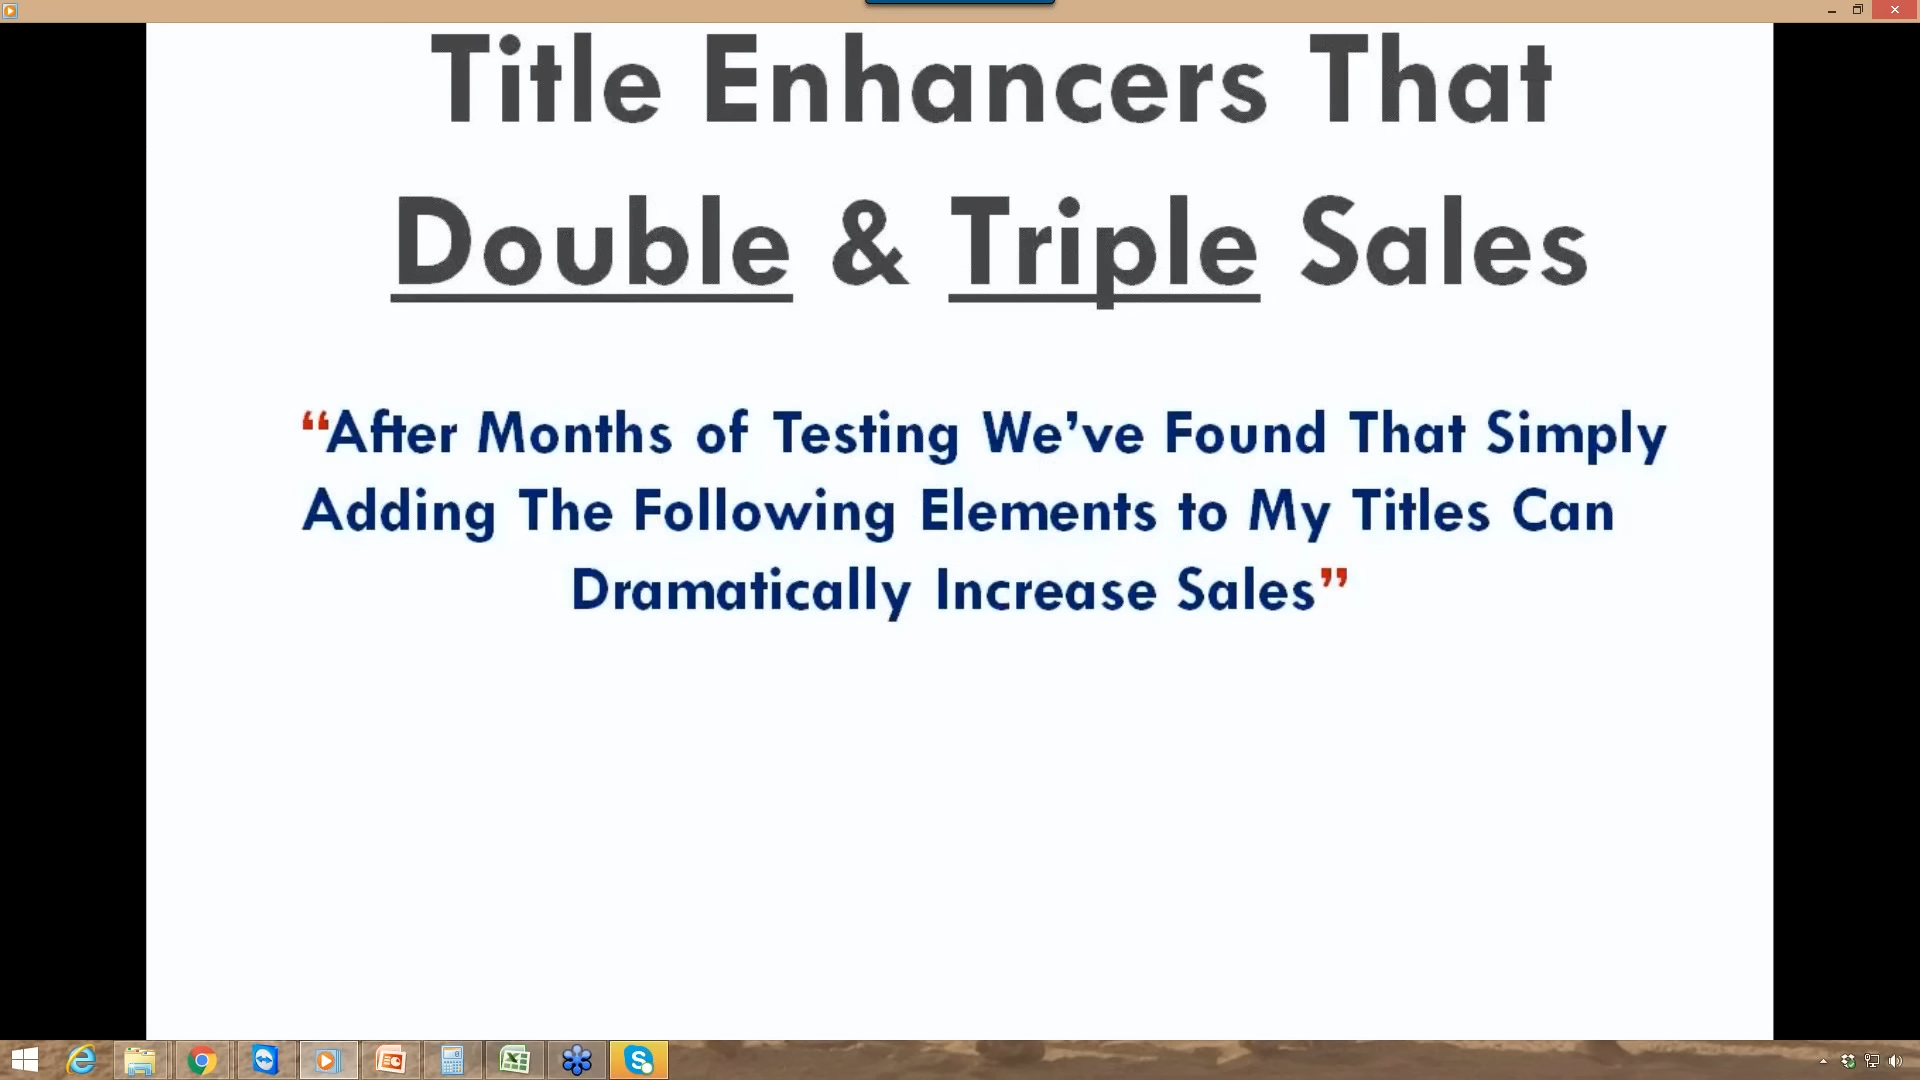 Title Enhancers That
Double & Triple Sales
“After Months of Testing We’ve Found That Simply
Adding The Following Elements to My Titles Can
Dramatically Increase Sales”